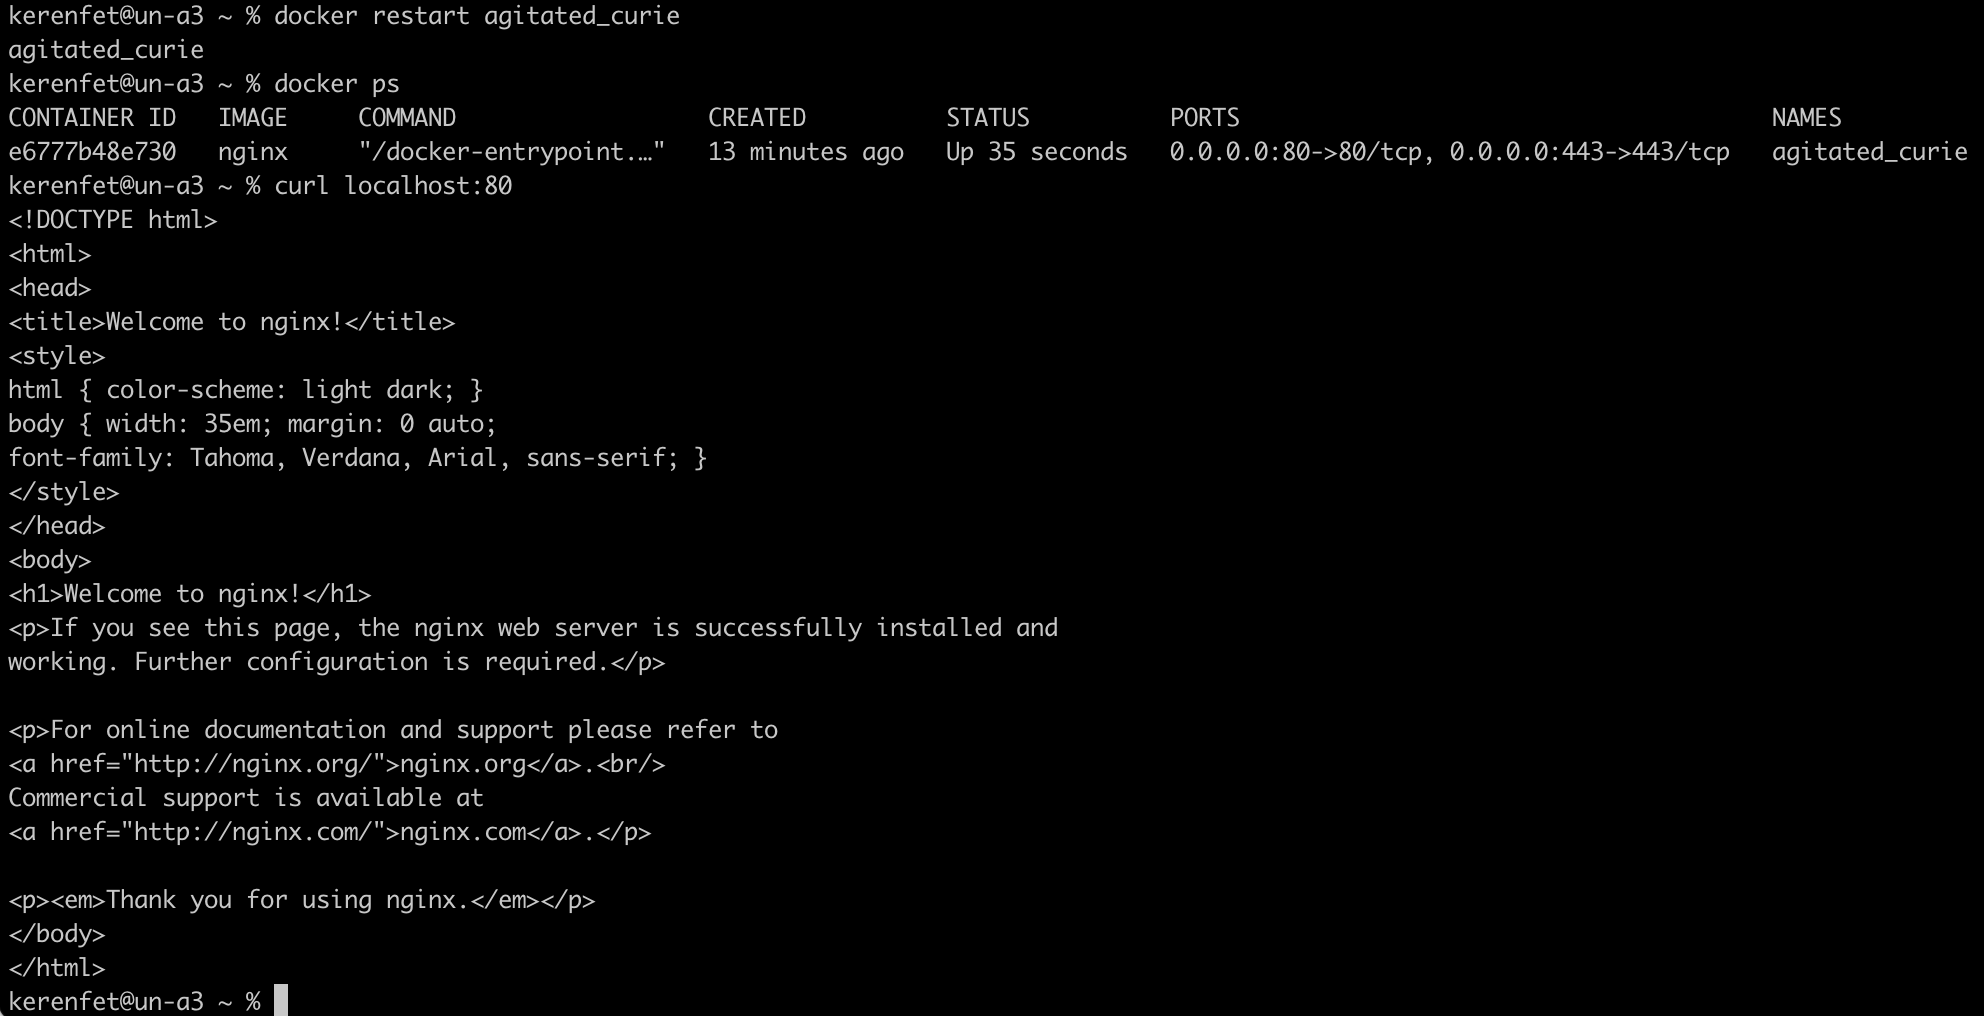 kerenfet@un-a3 ~ % docker restart agitated_curie
agitated_curie
kerenfet@un-a3 ~ % docker ps
CONTAINER ID   IMAGE     COMMAND                  CREATED          STATUS          PORTS                                      NAMES
e6777b48e730   nginx     "/docker-entrypoint.…"   13 minutes ago   Up 35 seconds   0.0.0.0:80->80/tcp, 0.0.0.0:443->443/tcp   agitated_curie
kerenfet@un-a3 ~ % curl localhost:80
<!DOCTYPE html>
<html>
<head>
<title>Welcome to nginx!</title>
<style>
html { color-scheme: light dark; }
body { width: 35em; margin: 0 auto;
font-family: Tahoma, Verdana, Arial, sans-serif; }
</style>
</head>
<body>
<h1>Welcome to nginx!</h1>
<p>If you see this page, the nginx web server is successfully installed and
working. Further configuration is required.</p>

<p>For online documentation and support please refer to
<a href="http://nginx.org/">nginx.org</a>.<br/>
Commercial support is available at
<a href="http://nginx.com/">nginx.com</a>.</p>

<p><em>Thank you for using nginx.</em></p>
</body>
</html>
kerenfet@un-a3 ~ %